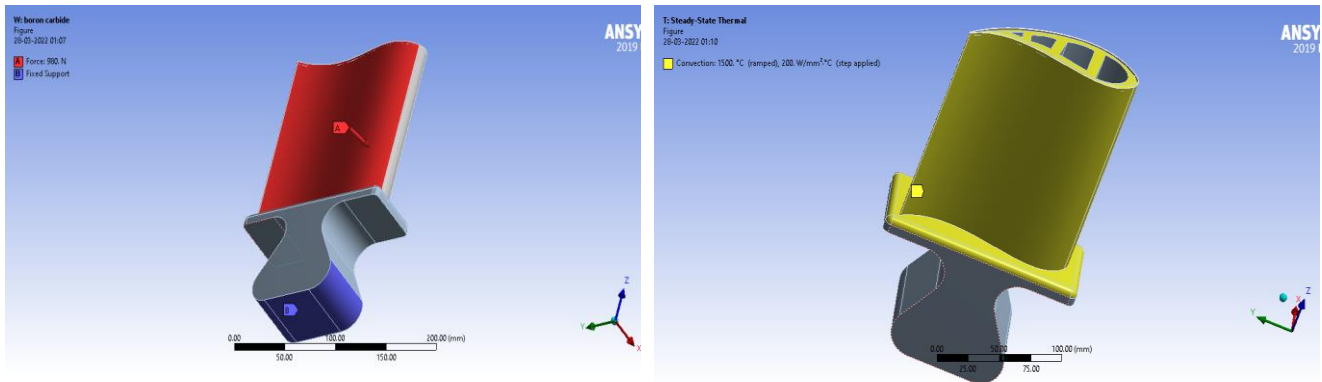 W: boron carbide
Figure
28-03-2022 01:07
A Force: 980. N
B Fixed Support
ANSY
2019
A
B
Z
Y
X
0.00 100.00 200.00 (mm)
50.00 150.00
T: Steady-State Thermal
Figure
28-03-2022 01:10
Convection: 1500. °C (ramped), 200. W/mm²·°C (step applied)
ANSY
2019
Z
X
Y
0.00 50.00 100.00 (mm)
25.00 75.00